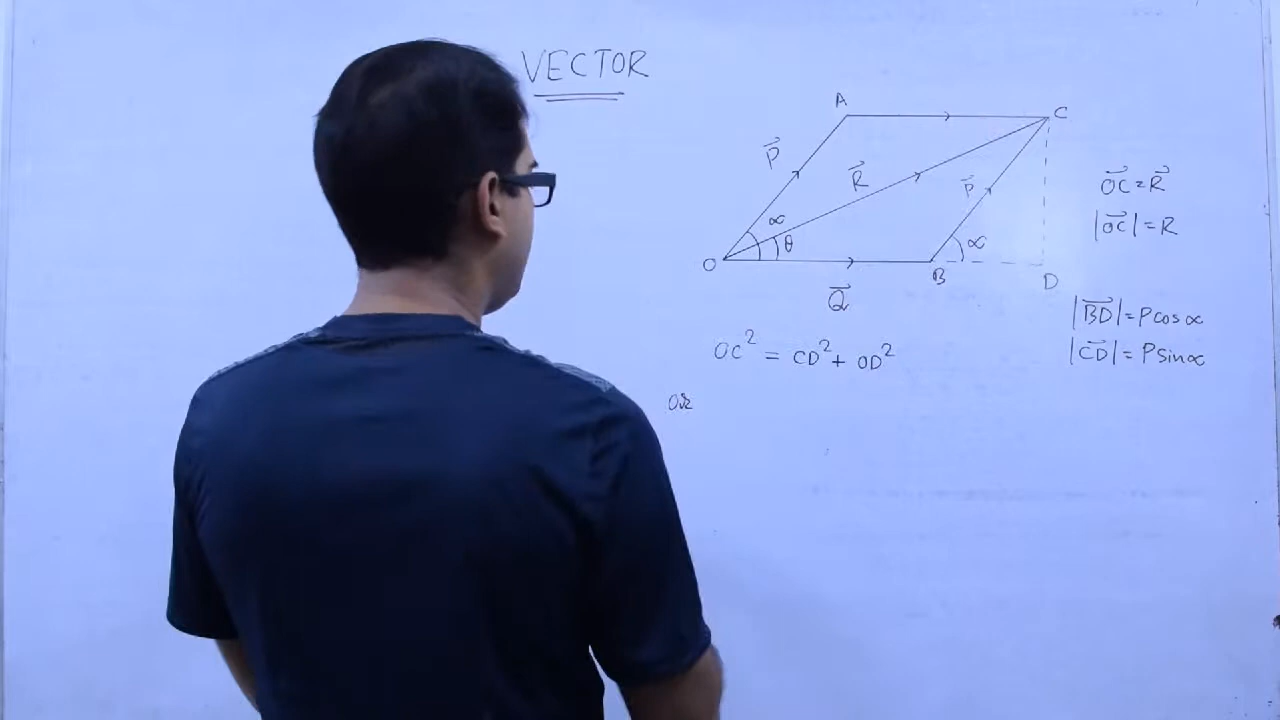 VECTOR
A
C
P⃗
R⃗
P⃗
α
θ
α
O
B
D
Q⃗
OC⃗ = R⃗
|OC⃗| = R
|BD⃗| = P cos α
|CD⃗| = P sin α
OC² = CD² + OD²
or